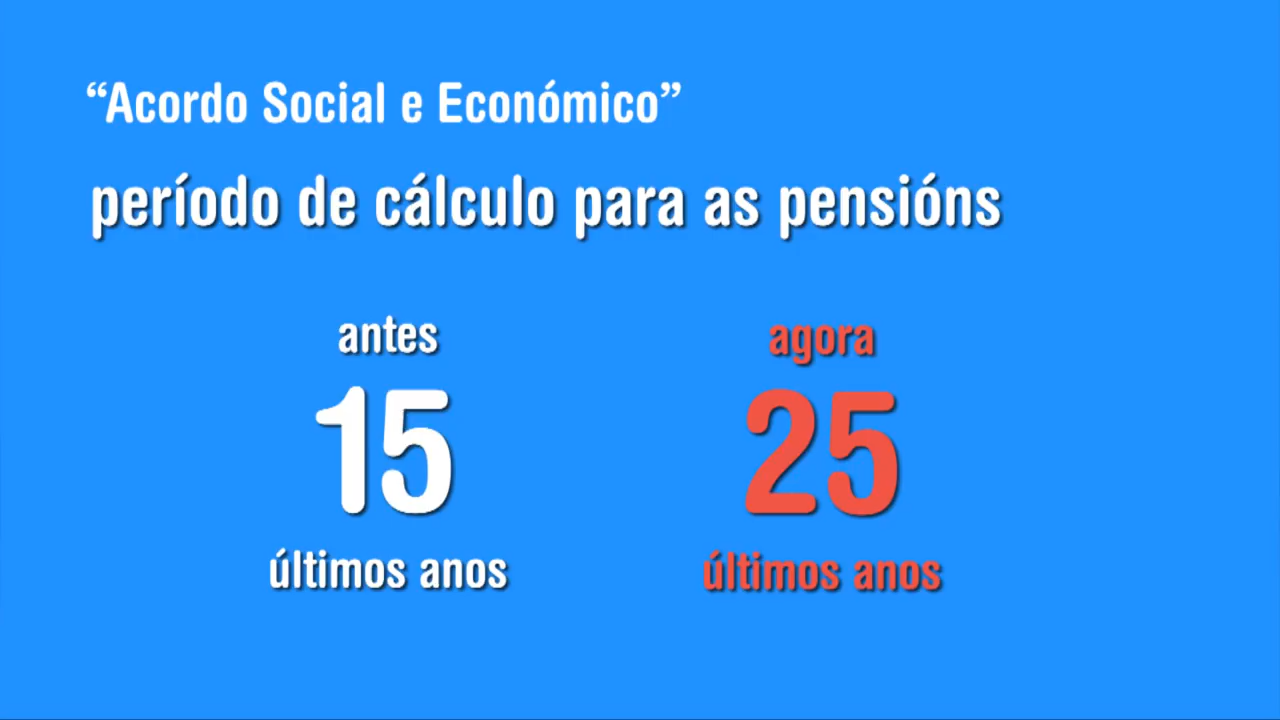 “Acordo Social e Económico”
período de cálculo para as pensións
antes
15
últimos anos
agora
25
últimos anos